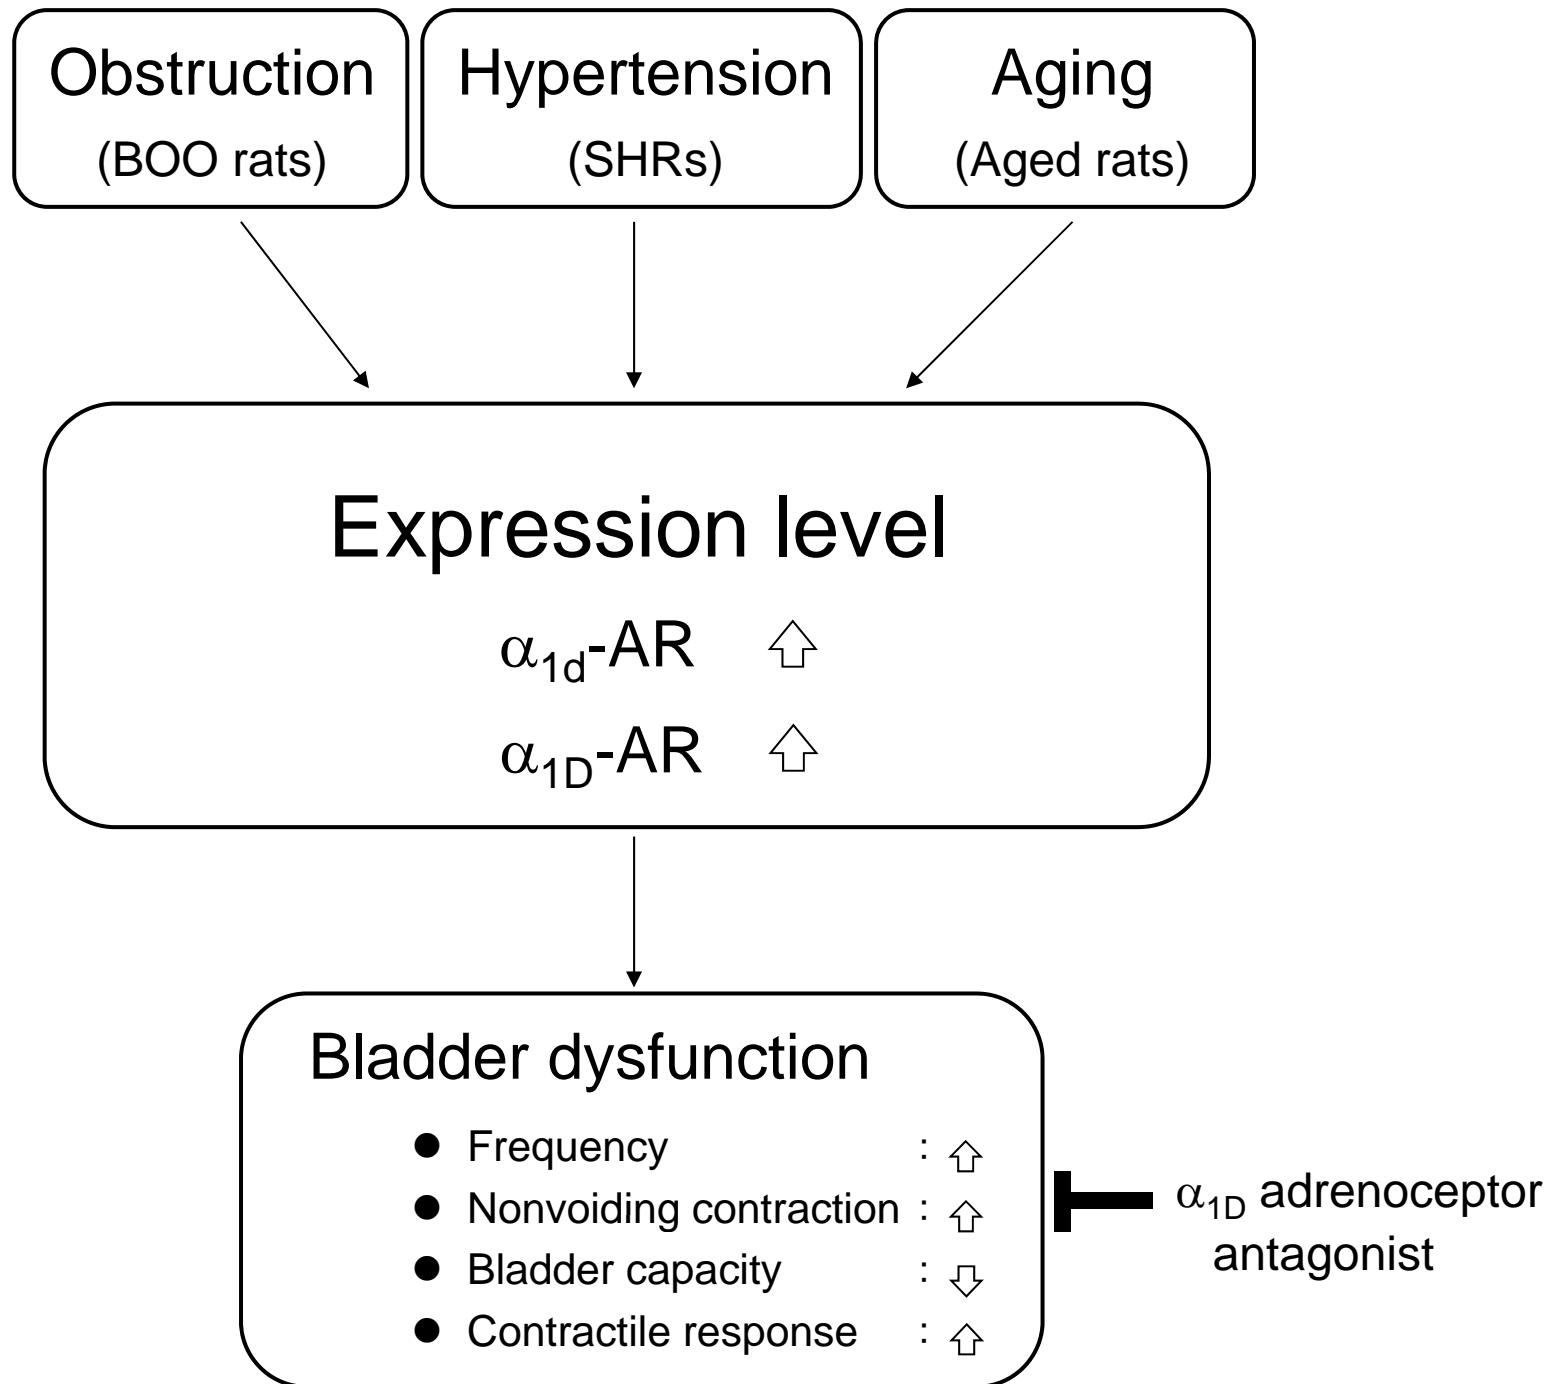 Obstruction
(BOO rats)
Hypertension
(SHRs)
Aging
(Aged rats)
Expression level
α1d-AR
α1D-AR
Bladder dysfunction
● Frequency :
● Nonvoiding contraction :
● Bladder capacity :
● Contractile response :
α1D adrenoceptor
antagonist